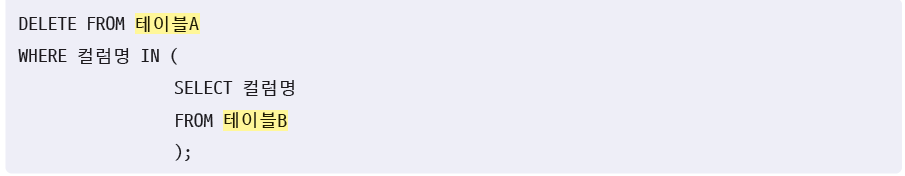 DELETE FROM 테이블A
WHERE 컬럼명 IN (
SELECT 컬럼명
FROM 테이블B
);